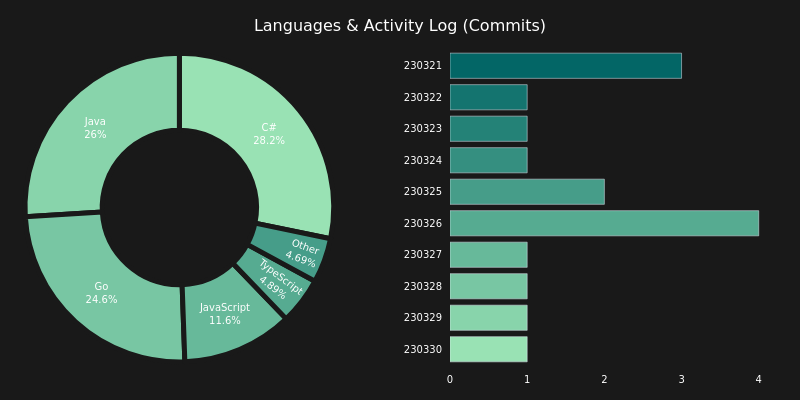 Languages & Activity Log (Commits)
Java
26%
C#
28.2%
Other
4.69%
TypeScript
4.89%
JavaScript
11.6%
Go
24.6%
230321
230322
230323
230324
230325
230326
230327
230328
230329
230330
0 1 2 3 4